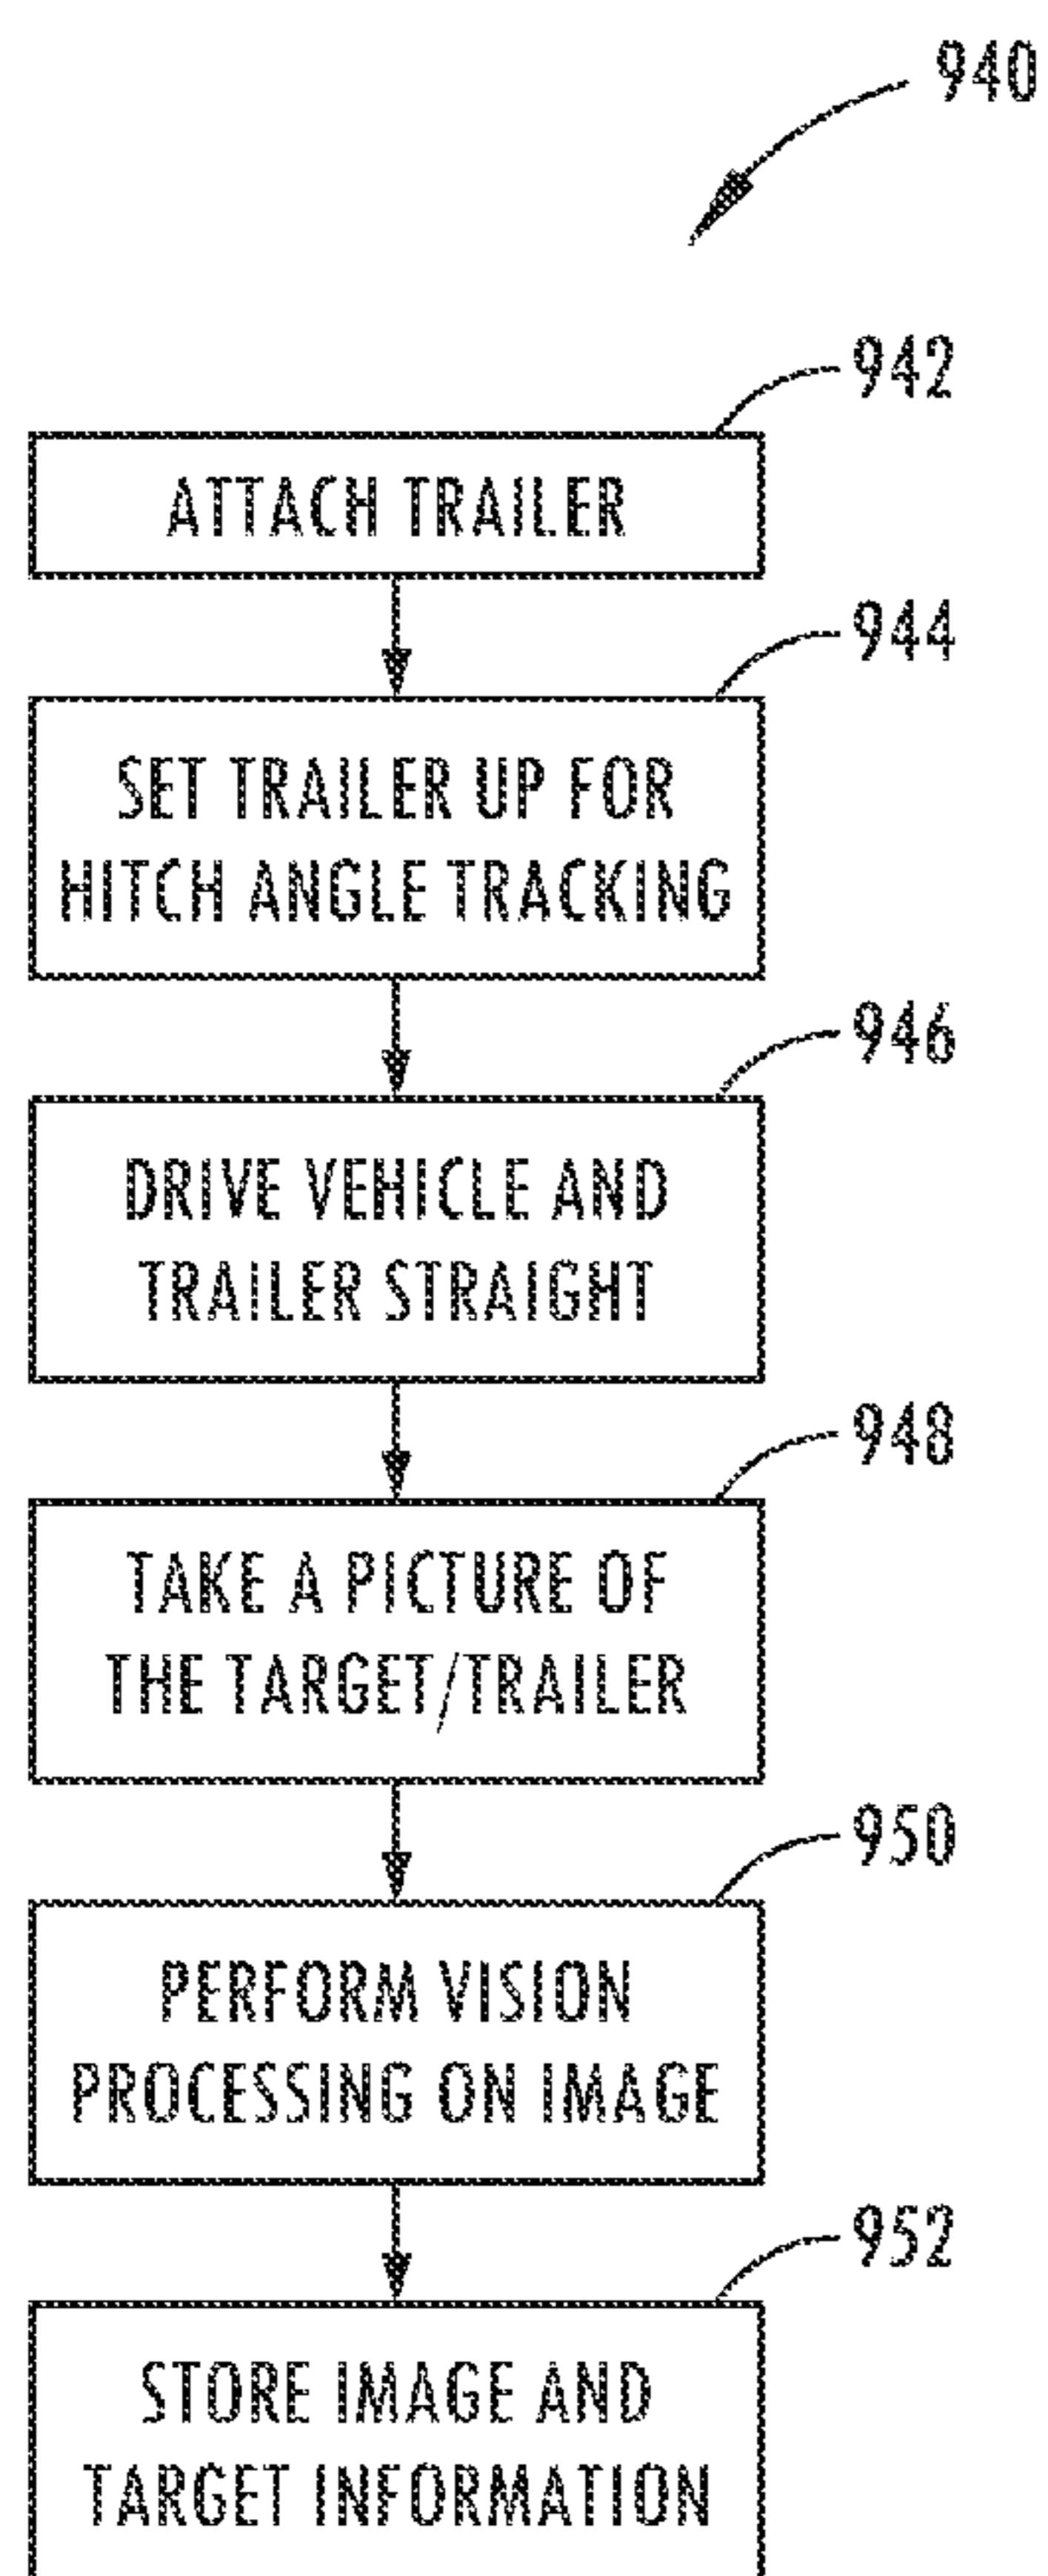 940
942
ATTACH TRAILER
944
SET TRAILER UP FOR
HITCH ANGLE TRACKING
946
DRIVE VEHICLE AND
TRAILER STRAIGHT
948
TAKE A PICTURE OF
THE TARGET/TRAILER
950
PERFORM VISION
PROCESSING ON IMAGE
952
STORE IMAGE AND
TARGET INFORMATION